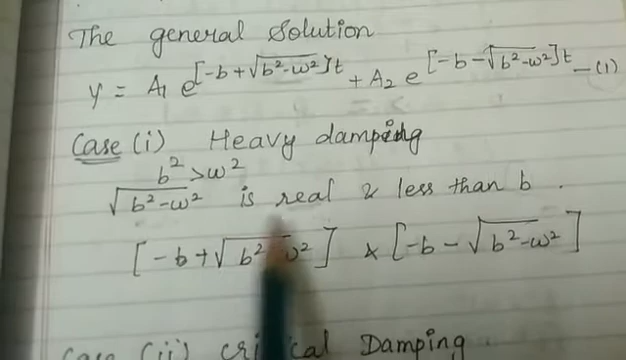 The general solution
y = A₁ e^[-b + √b²-ω²]t + A₂ e^[-b - √b²-ω²]t —(1)
Case (i) Heavy damping
b² > ω²
√b²-ω² is real & less than b.
[-b + √b²-ω²] & [-b - √b²-ω²]
Case (ii) Critical Damping.